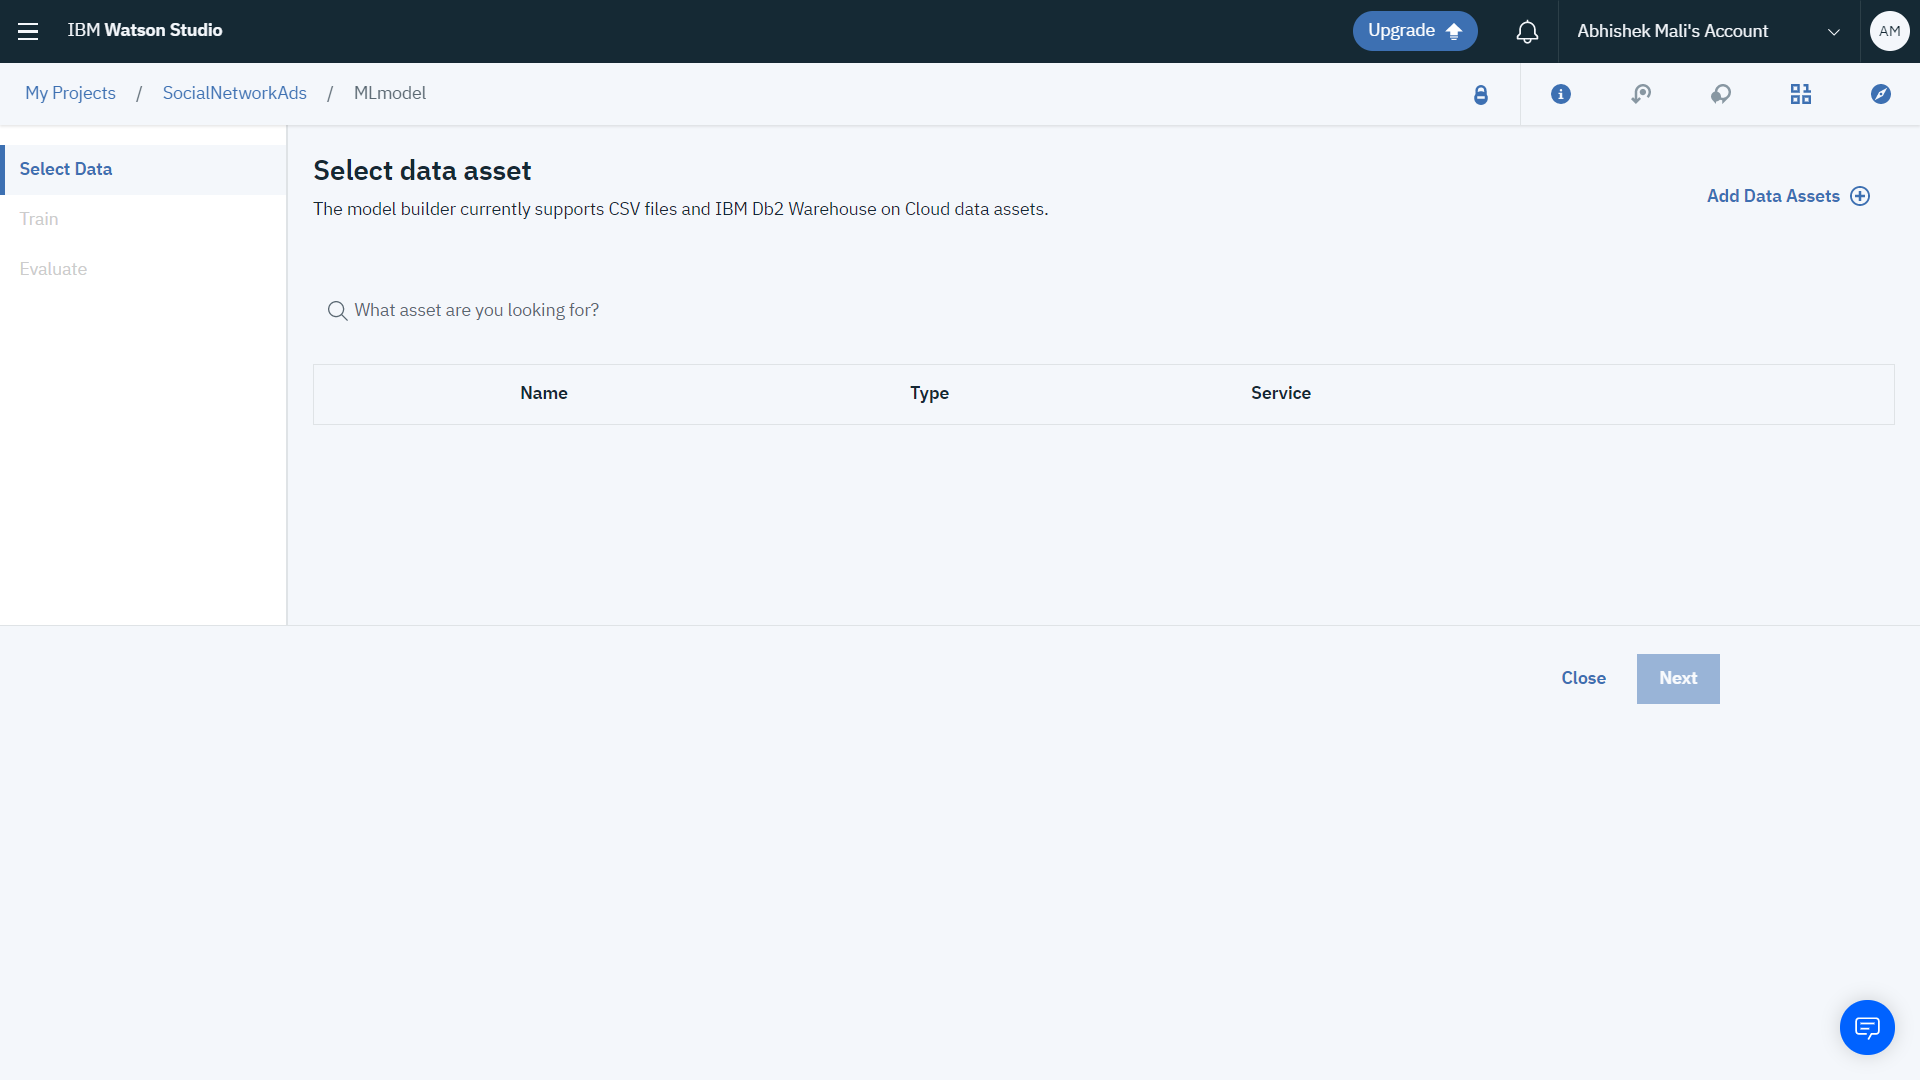 IBM Watson Studio
Upgrade
Abhishek Mali's Account
AM
My Projects / SocialNetworkAds / MLmodel
Select Data
Train
Evaluate
Select data asset
The model builder currently supports CSV files and IBM Db2 Warehouse on Cloud data assets.
Add Data Assets
What asset are you looking for?
Name Type Service
Close
Next